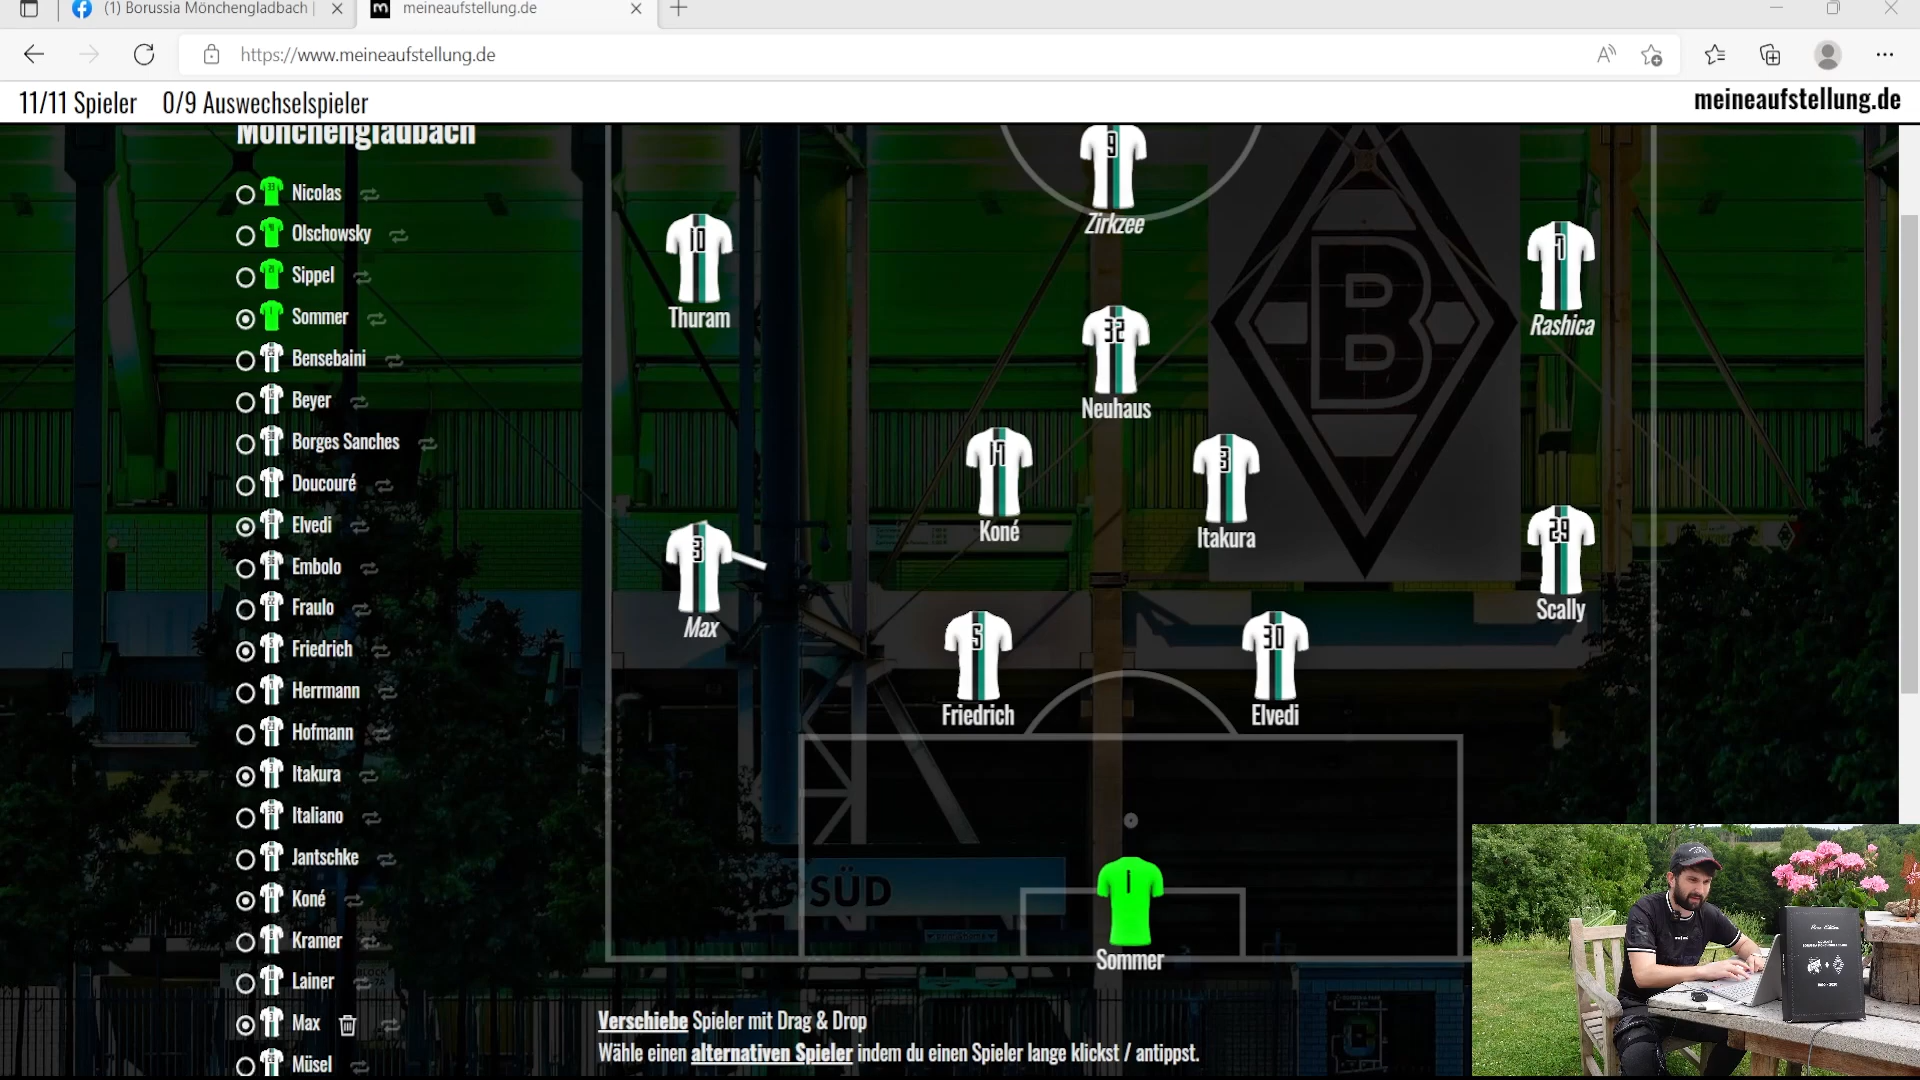 (1) Borussia Mönchengladbach |
meineaufstellung.de
https://www.meineaufstellung.de
11/11 Spieler 0/9 Auswechselspieler
meineaufstellung.de
Mönchengladbach
Nicolas
Olschowsky
Sippel
Sommer
Bensebaini
Beyer
Borges Sanches
Doucouré
Elvedi
Embolo
Fraulo
Friedrich
Herrmann
Hofmann
Itakura
Italiano
Jantschke
Koné
Kramer
Lainer
Max
Müsel
9
Zirkzee
10
Thuram
1
Rashica
32
Neuhaus
17
Koné
3
Itakura
3
Max
29
Scally
5
Friedrich
30
Elvedi
1
Sommer
B
SÜD
Verschiebe Spieler mit Drag & Drop
Wähle einen alternativen Spieler indem du einen Spieler lange klickst / antippst.